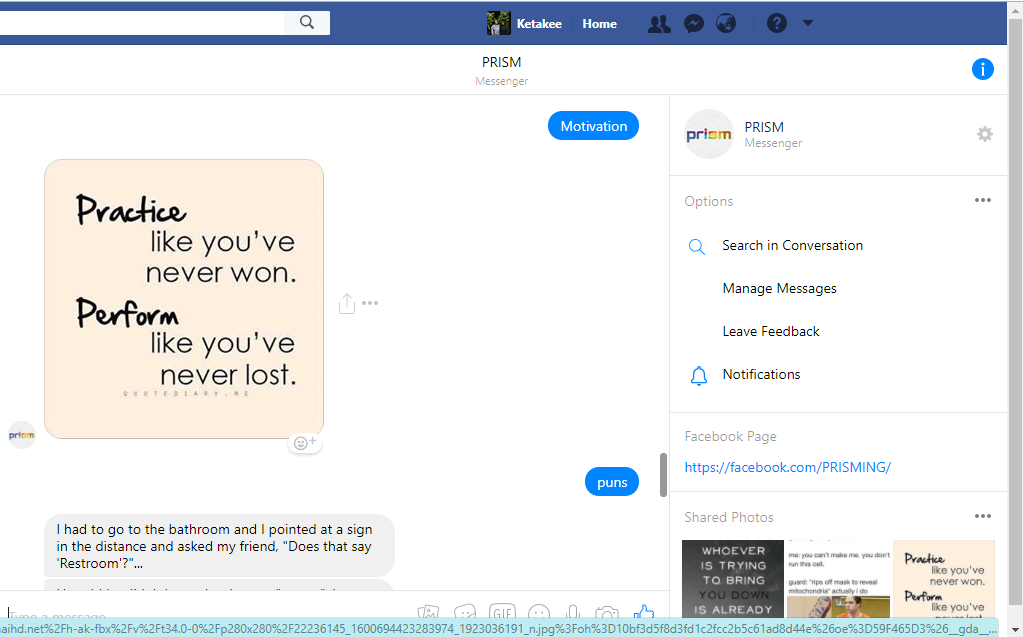 Ketakee
Home
?
PRISM
Messenger
i
Motivation
Practice
like you've
never won.
Perform
like you've
never lost.
QUOTEDIARY.ME
prism
puns
I had to go to the bathroom and I pointed at a sign
in the distance and asked my friend, "Does that say
'Restroom'?"...
Type a message...
GIF
prism
PRISM
Messenger
Options
Search in Conversation
Manage Messages
Leave Feedback
Notifications
Facebook Page
https://facebook.com/PRISMING/
Shared Photos
WHOEVER
IS TRYING
TO BRING
YOU DOWN
IS ALREADY
me: you can't make me. you don't
run this cell.
guard: *rips off mask to reveal
mitochondria* actually i do
Practice
like you've
never won.
Perform
like you've
aihd.net%2Fh-ak-fbx%2Fv%2Ft34.0-0%2Fp280x280%2F22236145_1600694423283974_1923036191_n.jpg%3Foh%3D10bf3d5f8d3fd1c2fcc2b5c61ad8d44e%26oe%3D59F465D3%26__gda__...